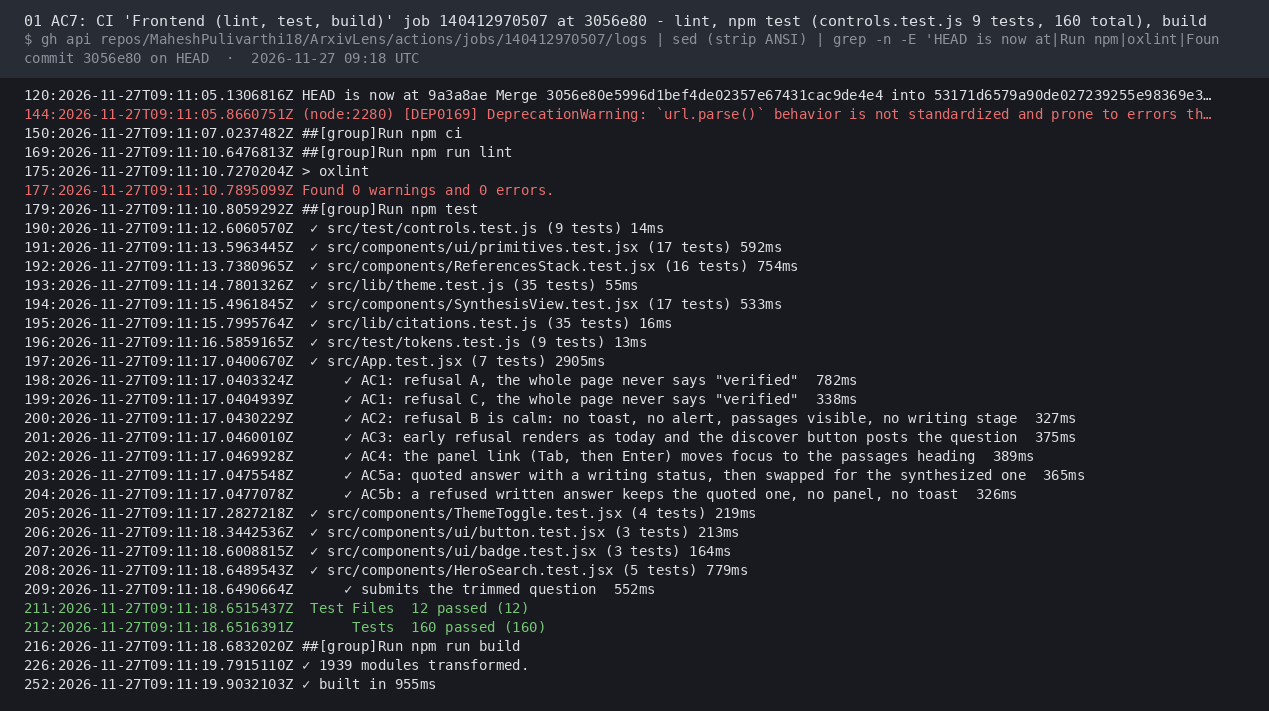 01 AC7: CI 'Frontend (lint, test, build)' job 140412970507 at 3056e80 - lint, npm test (controls.test.js 9 tests, 160 total), build
$ gh api repos/MaheshPulivarthi18/ArxivLens/actions/jobs/140412970507/logs | sed (strip ANSI) | grep -n -E 'HEAD is now at|Run npm|oxlint|Foun
commit 3056e80 on HEAD · 2026-11-27 09:18 UTC
120:2026-11-27T09:11:05.1306816Z HEAD is now at 9a3a8ae Merge 3056e80e5996d1bef4de02357e67431cac9de4e4 into 53171d6579a90de027239255e98369e3…
144:2026-11-27T09:11:05.8660751Z (node:2280) [DEP0169] DeprecationWarning: `url.parse()` behavior is not standardized and prone to errors th…
150:2026-11-27T09:11:07.0237482Z ##[group]Run npm ci
169:2026-11-27T09:11:10.6476813Z ##[group]Run npm run lint
175:2026-11-27T09:11:10.7270204Z > oxlint
177:2026-11-27T09:11:10.7895099Z Found 0 warnings and 0 errors.
179:2026-11-27T09:11:10.8059292Z ##[group]Run npm test
190:2026-11-27T09:11:12.6060570Z  ✓ src/test/controls.test.js (9 tests) 14ms
191:2026-11-27T09:11:13.5963445Z  ✓ src/components/ui/primitives.test.jsx (17 tests) 592ms
192:2026-11-27T09:11:13.7380965Z  ✓ src/components/ReferencesStack.test.jsx (16 tests) 754ms
193:2026-11-27T09:11:14.7801326Z  ✓ src/lib/theme.test.js (35 tests) 55ms
194:2026-11-27T09:11:15.4961845Z  ✓ src/components/SynthesisView.test.jsx (17 tests) 533ms
195:2026-11-27T09:11:15.7995764Z  ✓ src/lib/citations.test.js (35 tests) 16ms
196:2026-11-27T09:11:16.5859165Z  ✓ src/test/tokens.test.js (9 tests) 13ms
197:2026-11-27T09:11:17.0400670Z  ✓ src/App.test.jsx (7 tests) 2905ms
198:2026-11-27T09:11:17.0403324Z      ✓ AC1: refusal A, the whole page never says "verified"  782ms
199:2026-11-27T09:11:17.0404939Z      ✓ AC1: refusal C, the whole page never says "verified"  338ms
200:2026-11-27T09:11:17.0430229Z      ✓ AC2: refusal B is calm: no toast, no alert, passages visible, no writing stage  327ms
201:2026-11-27T09:11:17.0460010Z      ✓ AC3: early refusal renders as today and the discover button posts the question  375ms
202:2026-11-27T09:11:17.0469928Z      ✓ AC4: the panel link (Tab, then Enter) moves focus to the passages heading  389ms
203:2026-11-27T09:11:17.0475548Z      ✓ AC5a: quoted answer with a writing status, then swapped for the synthesized one  365ms
204:2026-11-27T09:11:17.0477078Z      ✓ AC5b: a refused written answer keeps the quoted one, no panel, no toast  326ms
205:2026-11-27T09:11:17.2827218Z  ✓ src/components/ThemeToggle.test.jsx (4 tests) 219ms
206:2026-11-27T09:11:18.3442536Z  ✓ src/components/ui/button.test.jsx (3 tests) 213ms
207:2026-11-27T09:11:18.6008815Z  ✓ src/components/ui/badge.test.jsx (3 tests) 164ms
208:2026-11-27T09:11:18.6489543Z  ✓ src/components/HeroSearch.test.jsx (5 tests) 779ms
209:2026-11-27T09:11:18.6490664Z      ✓ submits the trimmed question  552ms
211:2026-11-27T09:11:18.6515437Z  Test Files  12 passed (12)
212:2026-11-27T09:11:18.6516391Z       Tests  160 passed (160)
216:2026-11-27T09:11:18.6832020Z ##[group]Run npm run build
226:2026-11-27T09:11:19.7915110Z ✓ 1939 modules transformed.
252:2026-11-27T09:11:19.9032103Z ✓ built in 955ms